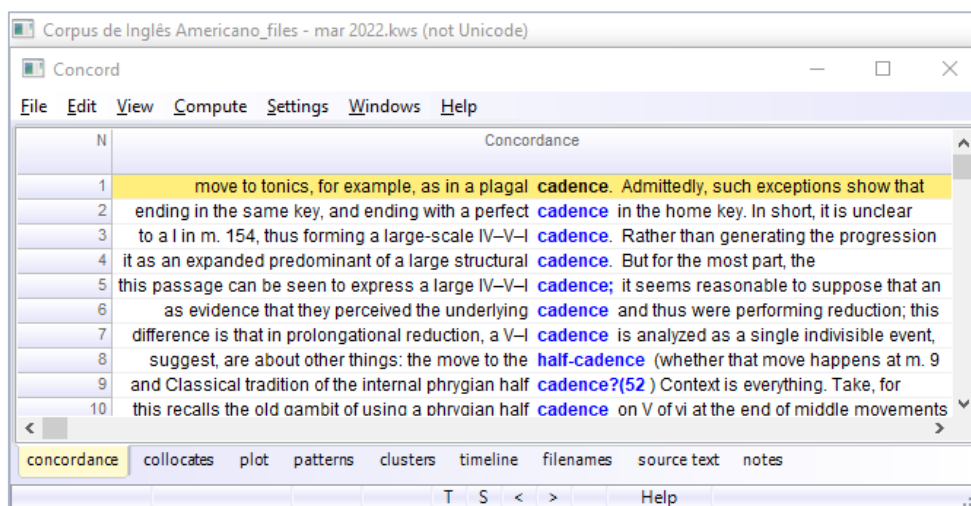 Corpus de Inglês Americano_files - mar 2022.kws (not Unicode)
Concord
File Edit View Compute Settings Windows Help
N Concordance
1 move to tonics, for example, as in a plagal cadence. Admittedly, such exceptions show that
2 ending in the same key, and ending with a perfect cadence in the home key. In short, it is unclear
3 to a I in m. 154, thus forming a large-scale IV–V–I cadence. Rather than generating the progression
4 it as an expanded predominant of a large structural cadence. But for the most part, the
5 this passage can be seen to express a large IV–V–I cadence; it seems reasonable to suppose that an
6 as evidence that they perceived the underlying cadence and thus were performing reduction; this
7 difference is that in prolongational reduction, a V–I cadence is analyzed as a single indivisible event,
8 suggest, are about other things: the move to the half-cadence (whether that move happens at m. 9
9 and Classical tradition of the internal phrygian half cadence?(52 ) Context is everything. Take, for
10 this recalls the old gambit of using a phrygian half cadence on V of vi at the end of middle movements
concordance collocates plot patterns clusters timeline filenames source text notes
T S < > Help